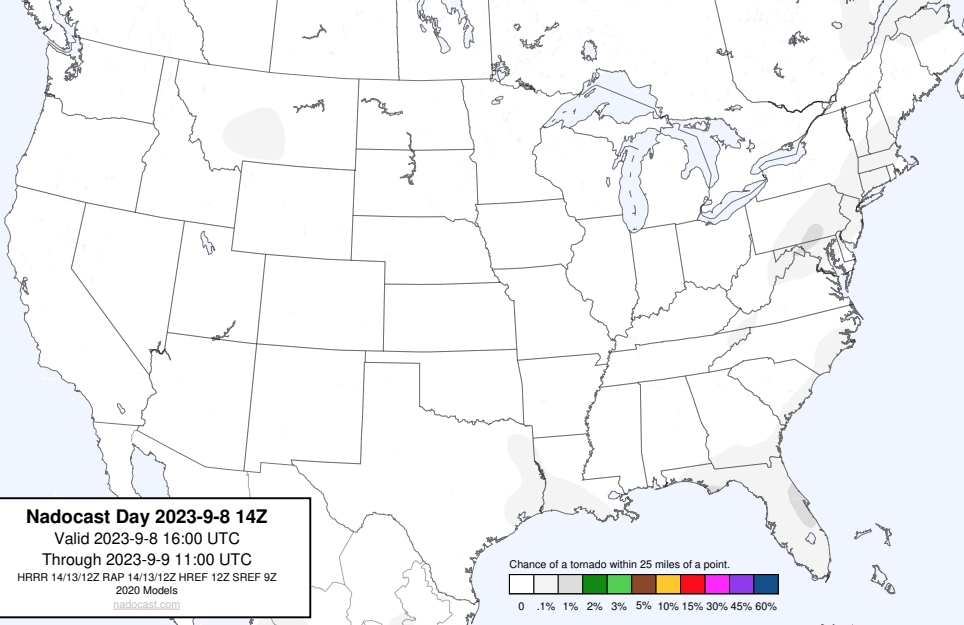 Nadocast Day 2023-9-8 14Z
Valid 2023-9-8 16:00 UTC
Through 2023-9-9 11:00 UTC
HRRR 14/13/12Z RAP 14/13/12Z HREF 12Z SREF 9Z
2020 Models
nadocast.com
Chance of a tornado within 25 miles of a point.
0 .1% 1% 2% 3% 5% 10% 15% 30% 45% 60%